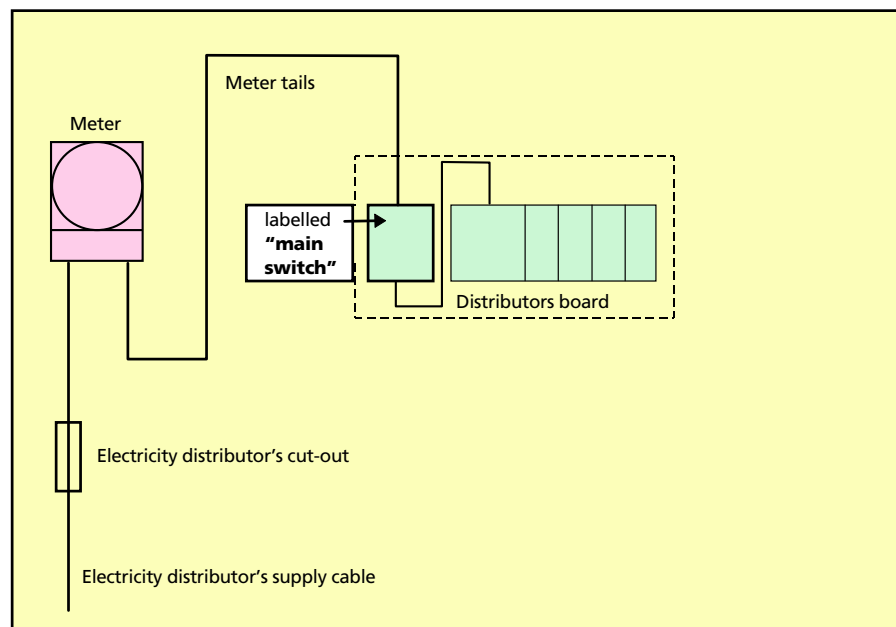 Meter tails
Meter
labelled
“main
switch”
Distributors board
Electricity distributor’s cut-out
Electricity distributor’s supply cable